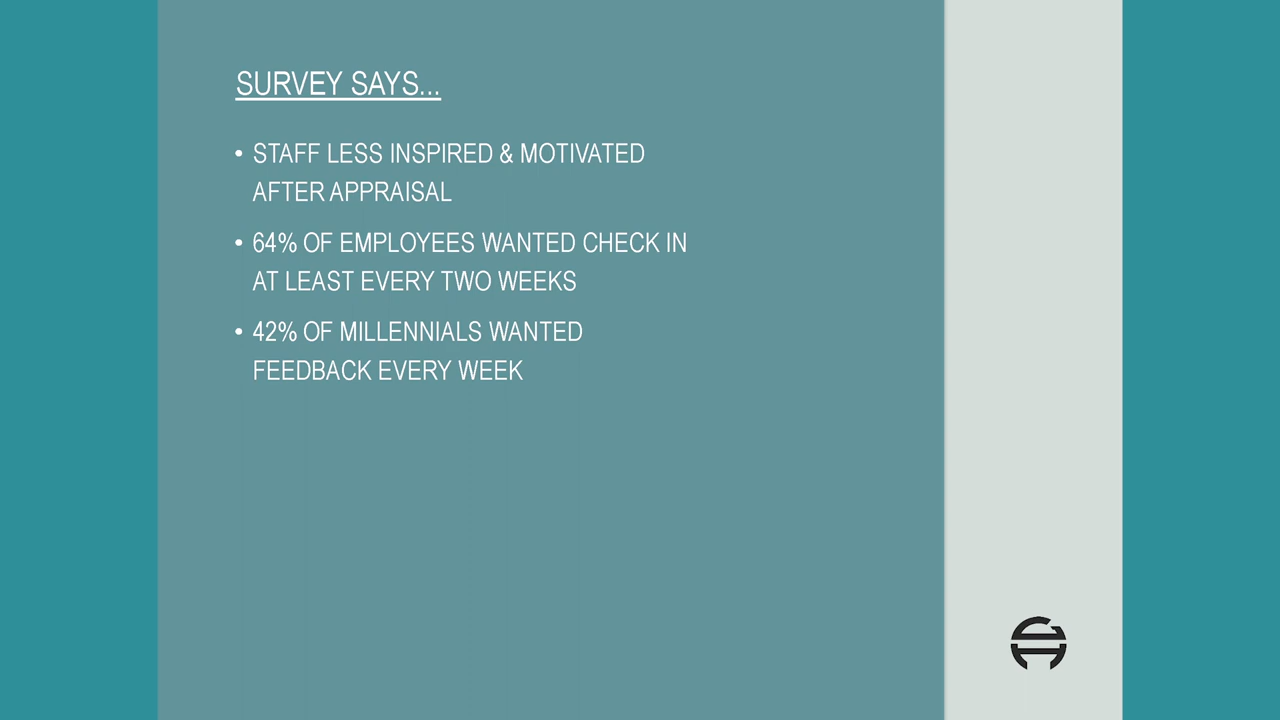 SURVEY SAYS...
• STAFF LESS INSPIRED & MOTIVATED
AFTER APPRAISAL
• 64% OF EMPLOYEES WANTED CHECK IN
AT LEAST EVERY TWO WEEKS
• 42% OF MILLENNIALS WANTED
FEEDBACK EVERY WEEK